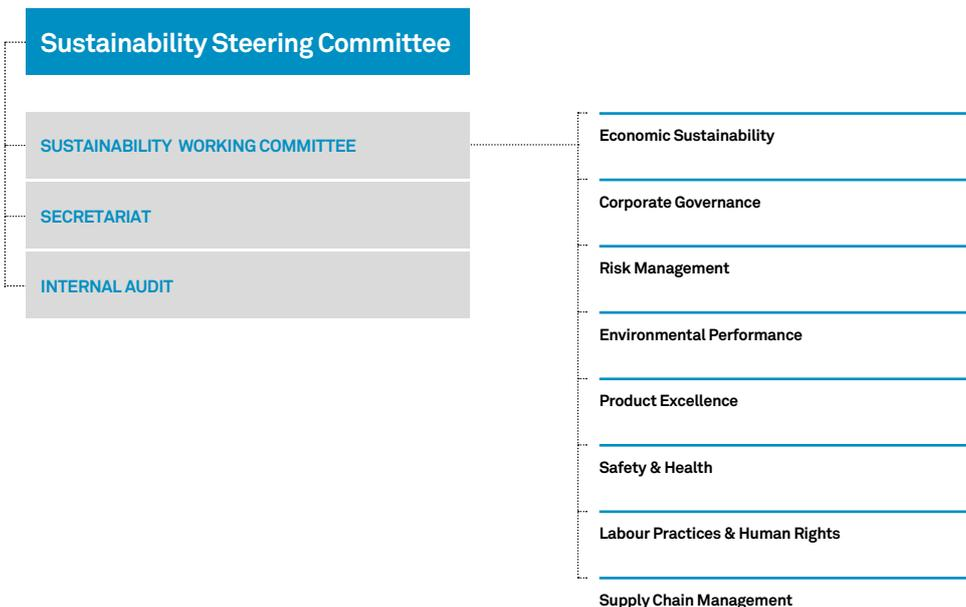 Sustainability Steering Committee
SUSTAINABILITY WORKING COMMITTEE
SECRETARIAT
INTERNAL AUDIT
Economic Sustainability
Corporate Governance
Risk Management
Environmental Performance
Product Excellence
Safety & Health
Labour Practices & Human Rights
Supply Chain Management